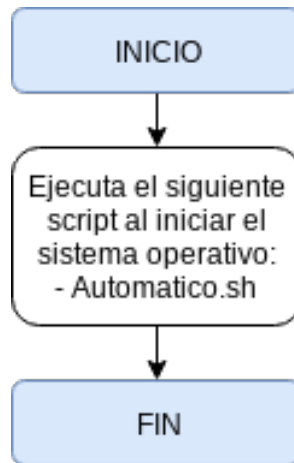 INICIO
Ejecuta el siguiente
script al iniciar el
sistema operativo:
- Automatico.sh
FIN